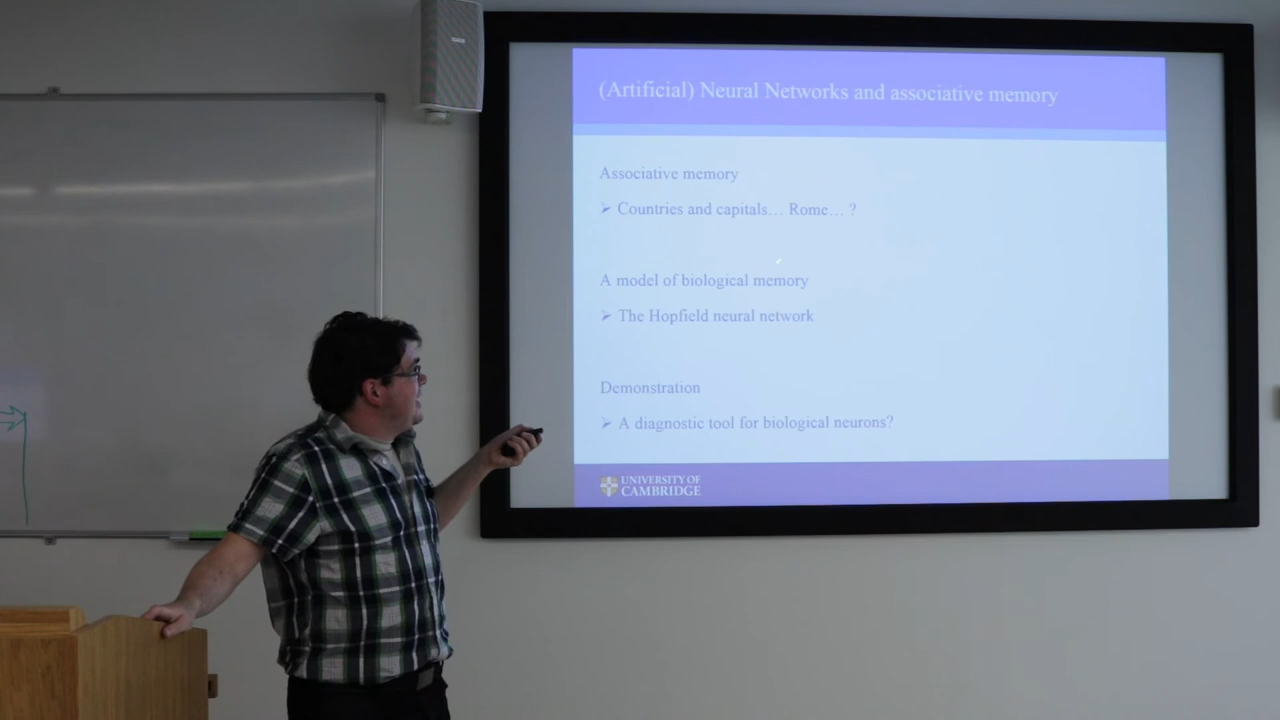 (Artificial) Neural Networks and associative memory
Associative memory
➢ Countries and capitals… Rome… ?
A model of biological memory
➢ The Hopfield neural network
Demonstration
➢ A diagnostic tool for biological neurons?
UNIVERSITY OF
CAMBRIDGE